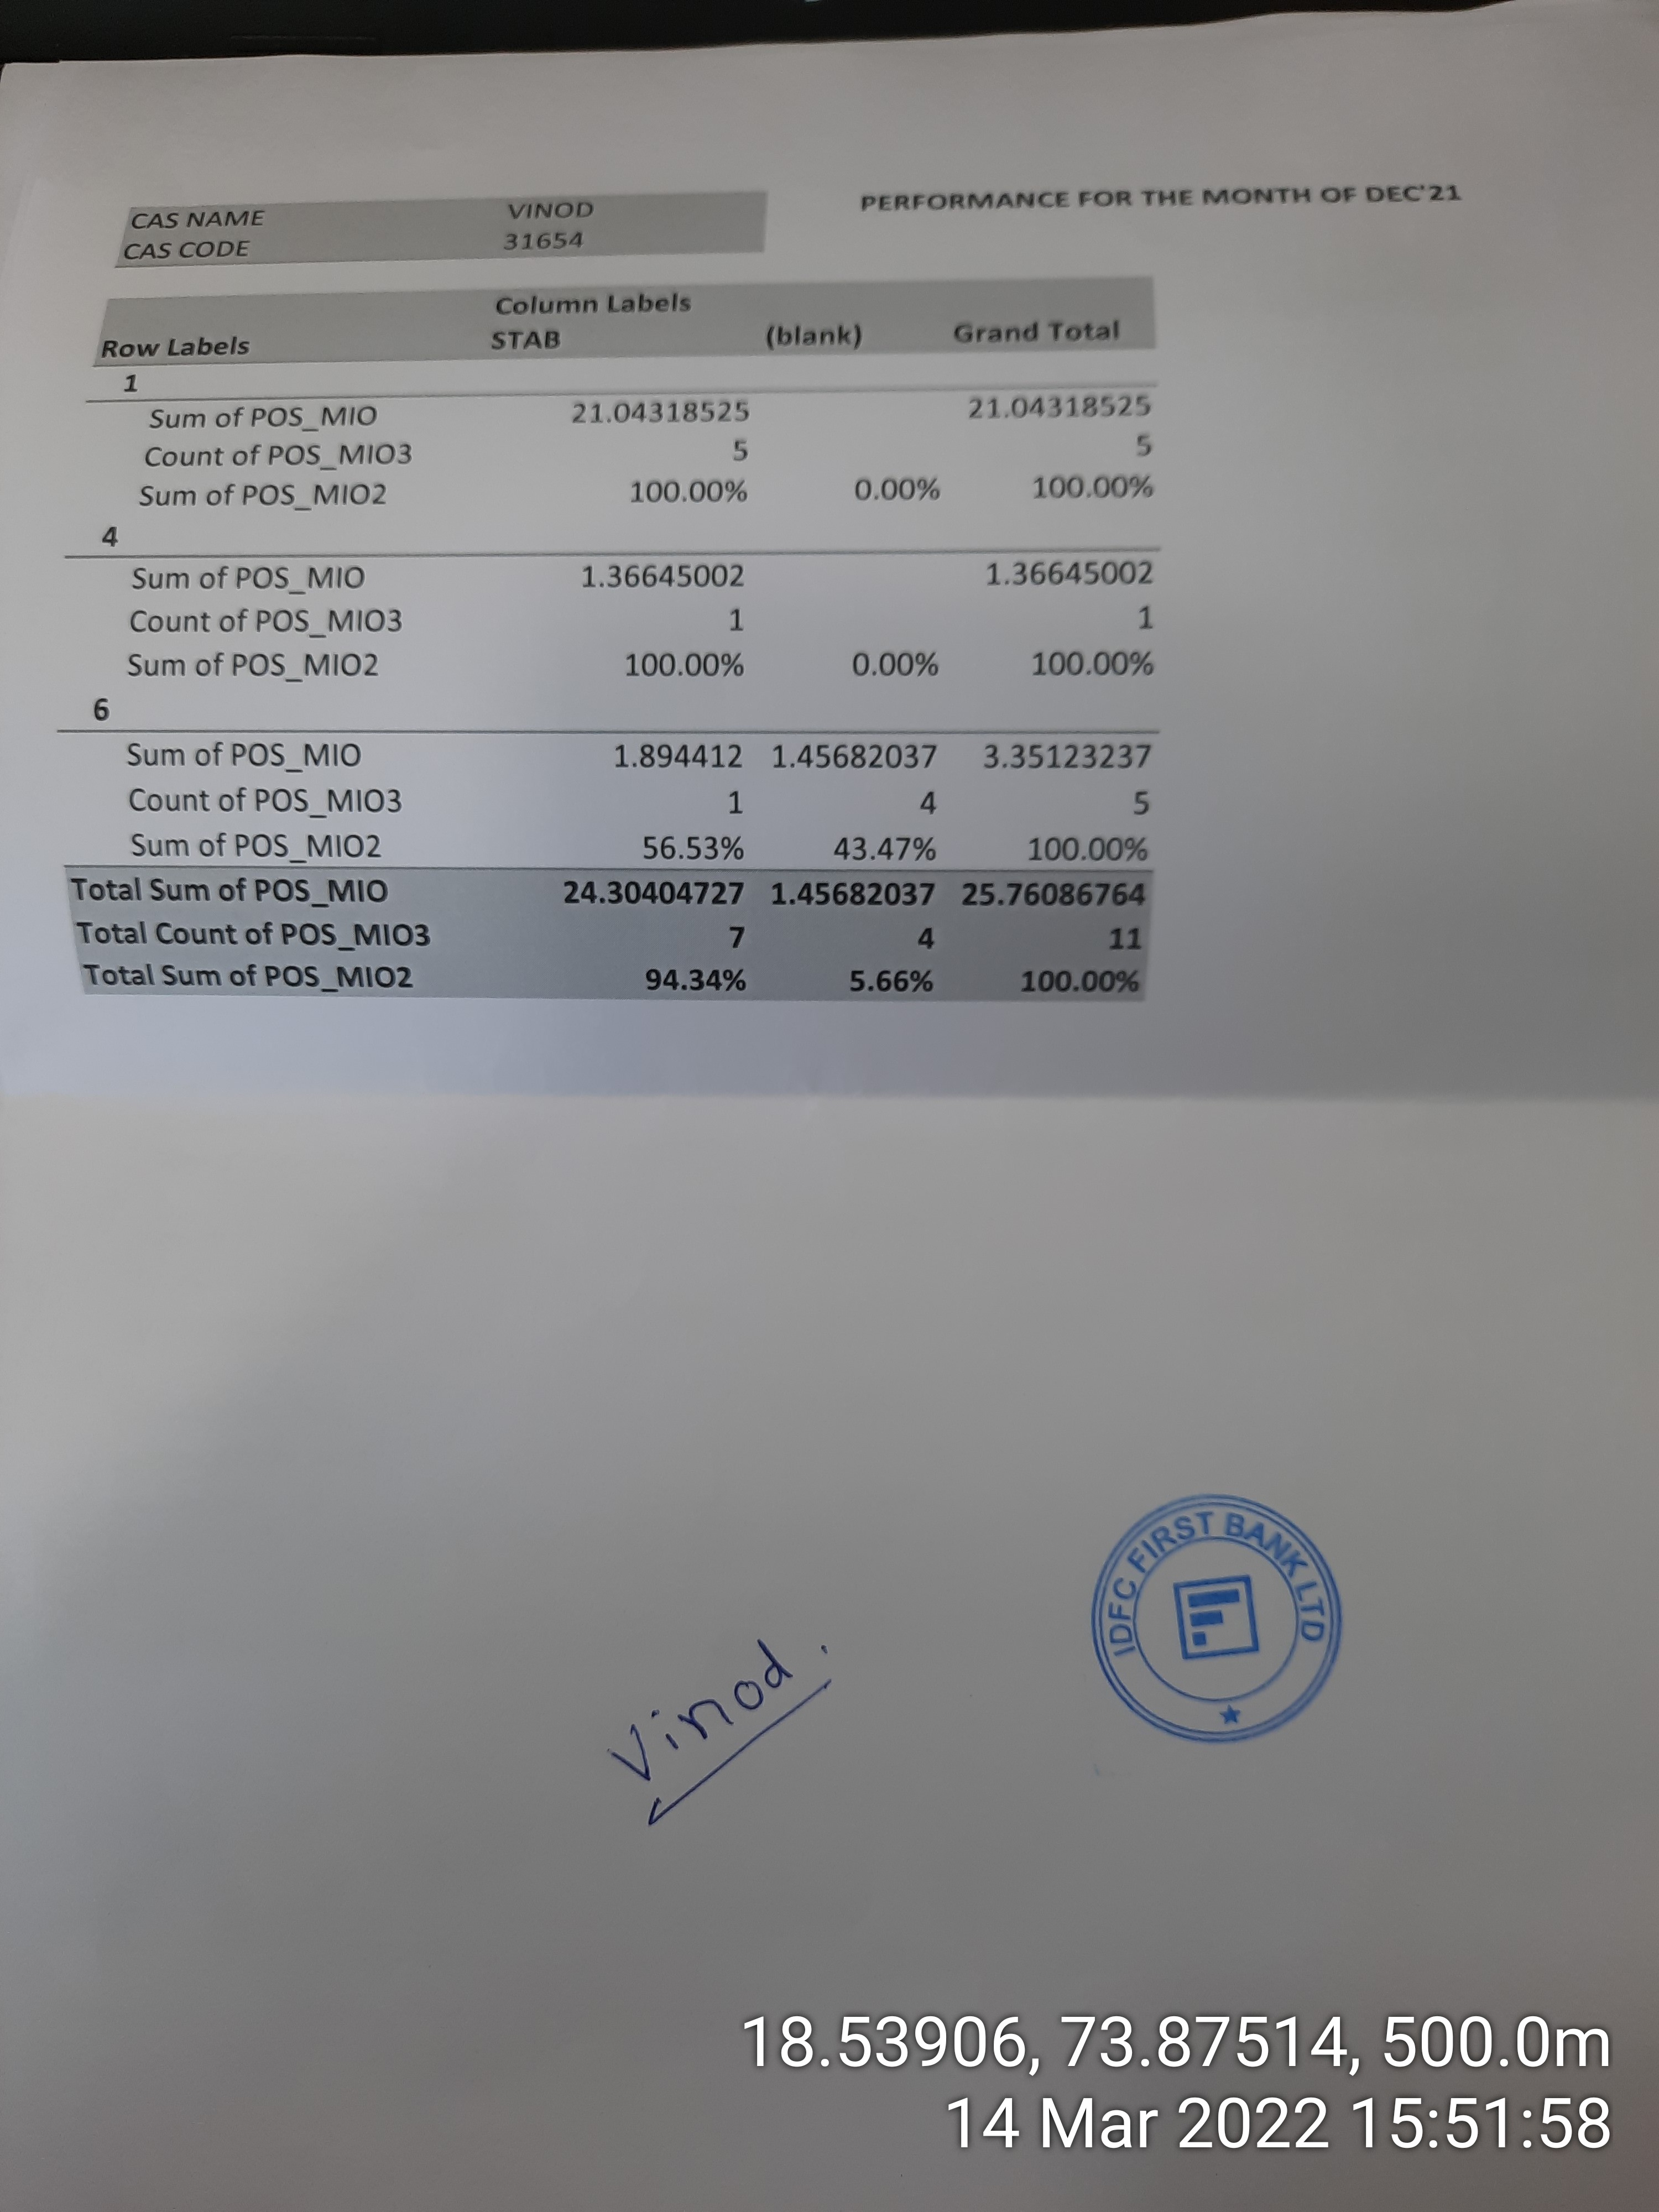 PERFORMANCE FOR THE MONTH OF DEC'21
CAS NAME VINOD
CAS CODE 31654
Column Labels
Row Labels STAB (blank) Grand Total
1
Sum of POS_MIO 21.04318525 21.04318525
Count of POS_MIO3 5 5
Sum of POS_MIO2 100.00% 0.00% 100.00%
4
Sum of POS_MIO 1.36645002 1.36645002
Count of POS_MIO3 1 1
Sum of POS_MIO2 100.00% 0.00% 100.00%
6
Sum of POS_MIO 1.894412 1.45682037 3.35123237
Count of POS_MIO3 1 4 5
Sum of POS_MIO2 56.53% 43.47% 100.00%
Total Sum of POS_MIO 24.30404727 1.45682037 25.76086764
Total Count of POS_MIO3 7 4 11
Total Sum of POS_MIO2 94.34% 5.66% 100.00%
IDFC FIRST BANK LTD
Vinod.
18.53906, 73.87514, 500.0m
14 Mar 2022 15:51:58